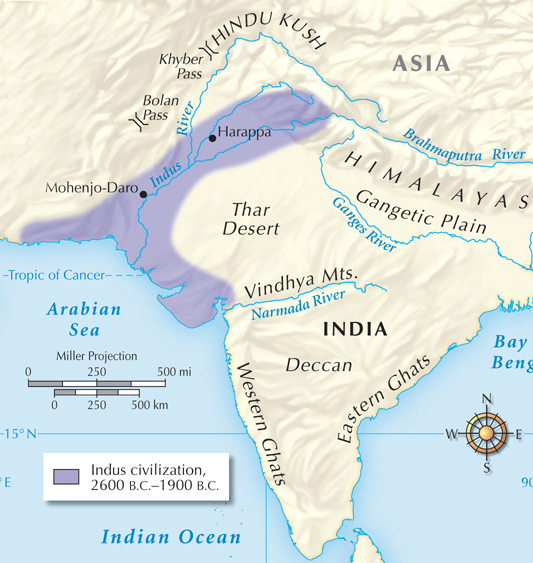 HINDU KUSH
Khyber
Pass
ASIA
Bolan
Pass
River
Harappa
Brahmaputra River
HIMALAYAS
Indus
Mohenjo-Daro
Gangetic Plain
Thar
Desert
Ganges River
Tropic of Cancer
Vindhya Mts.
Narmada River
Arabian
Sea
INDIA
Bay
Beng
Miller Projection
0 250 500 mi
0 250 500 km
Deccan
Western Ghats
Eastern Ghats
N
W E
S
15°N
Indus civilization,
2600 B.C.–1900 B.C.
°E
90
Indian Ocean